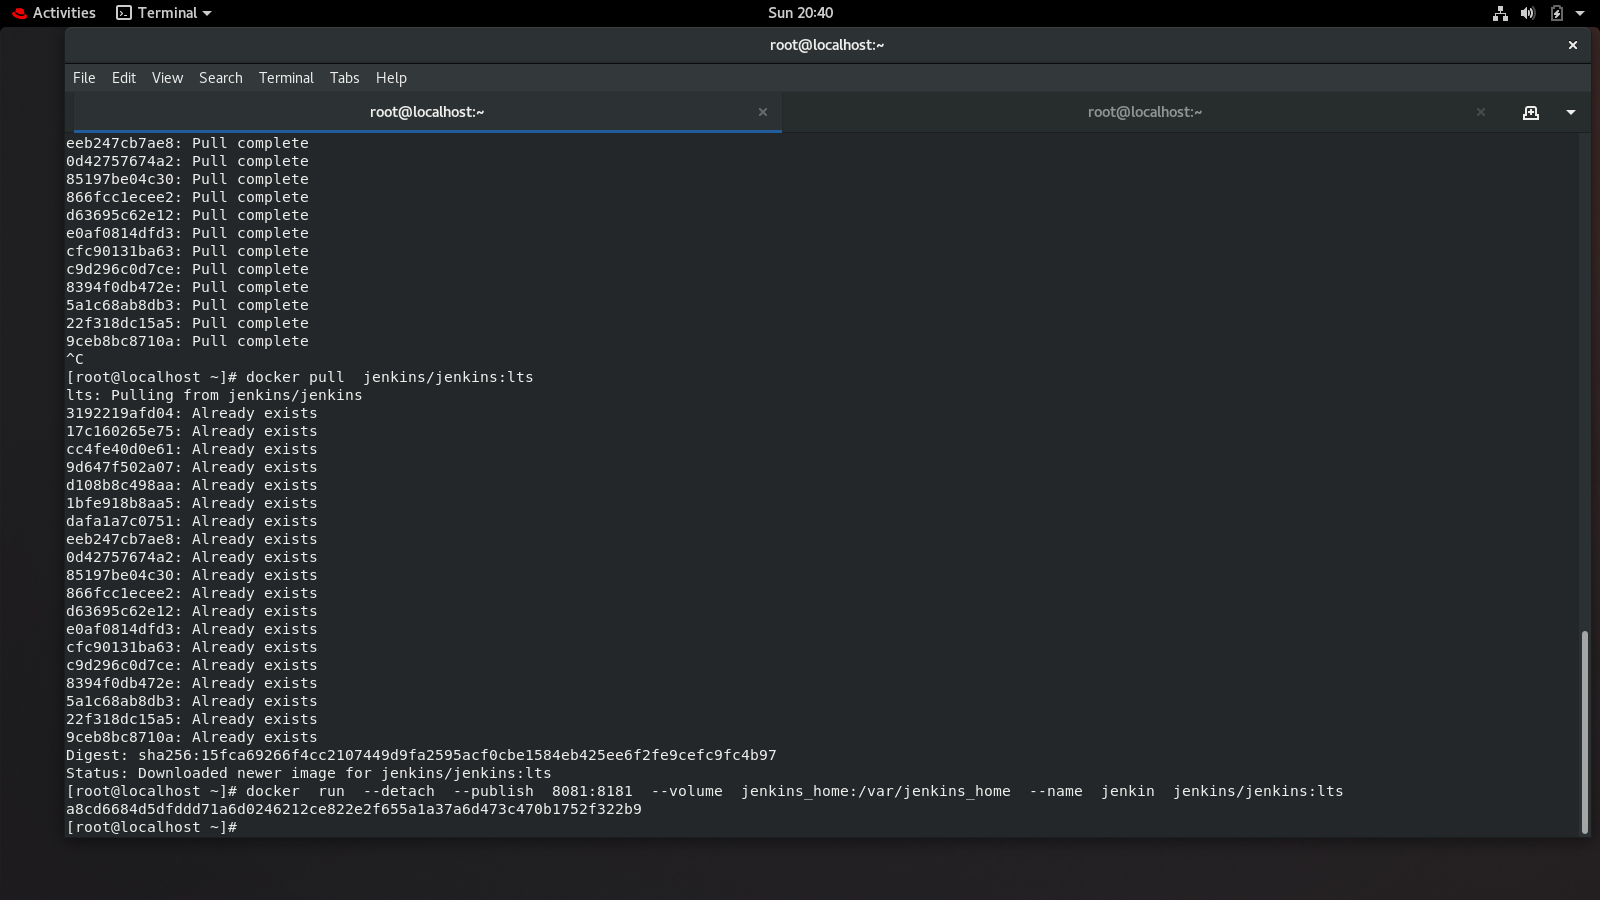 Activities Terminal Sun 20:40
root@localhost:~
File Edit View Search Terminal Tabs Help
root@localhost:~ root@localhost:~
eeb247cb7ae8: Pull complete
0d42757674a2: Pull complete
85197be04c30: Pull complete
866fcc1ecee2: Pull complete
d63695c62e12: Pull complete
e0af0814dfd3: Pull complete
cfc90131ba63: Pull complete
c9d296c0d7ce: Pull complete
8394f0db472e: Pull complete
5a1c68ab8db3: Pull complete
22f318dc15a5: Pull complete
9ceb8bc8710a: Pull complete
^C
[root@localhost ~]# docker pull  jenkins/jenkins:lts
lts: Pulling from jenkins/jenkins
3192219afd04: Already exists
17c160265e75: Already exists
cc4fe40d0e61: Already exists
9d647f502a07: Already exists
d108b8c498aa: Already exists
1bfe918b8aa5: Already exists
dafa1a7c0751: Already exists
eeb247cb7ae8: Already exists
0d42757674a2: Already exists
85197be04c30: Already exists
866fcc1ecee2: Already exists
d63695c62e12: Already exists
e0af0814dfd3: Already exists
cfc90131ba63: Already exists
c9d296c0d7ce: Already exists
8394f0db472e: Already exists
5a1c68ab8db3: Already exists
22f318dc15a5: Already exists
9ceb8bc8710a: Already exists
Digest: sha256:15fca69266f4cc2107449d9fa2595acf0cbe1584eb425ee6f2fe9cefc9fc4b97
Status: Downloaded newer image for jenkins/jenkins:lts
[root@localhost ~]# docker  run  --detach  --publish  8081:8181  --volume  jenkins_home:/var/jenkins_home  --name  jenkin  jenkins/jenkins:lts
a8cd6684d5dfddd71a6d0246212ce822e2f655a1a37a6d473c470b1752f322b9
[root@localhost ~]#